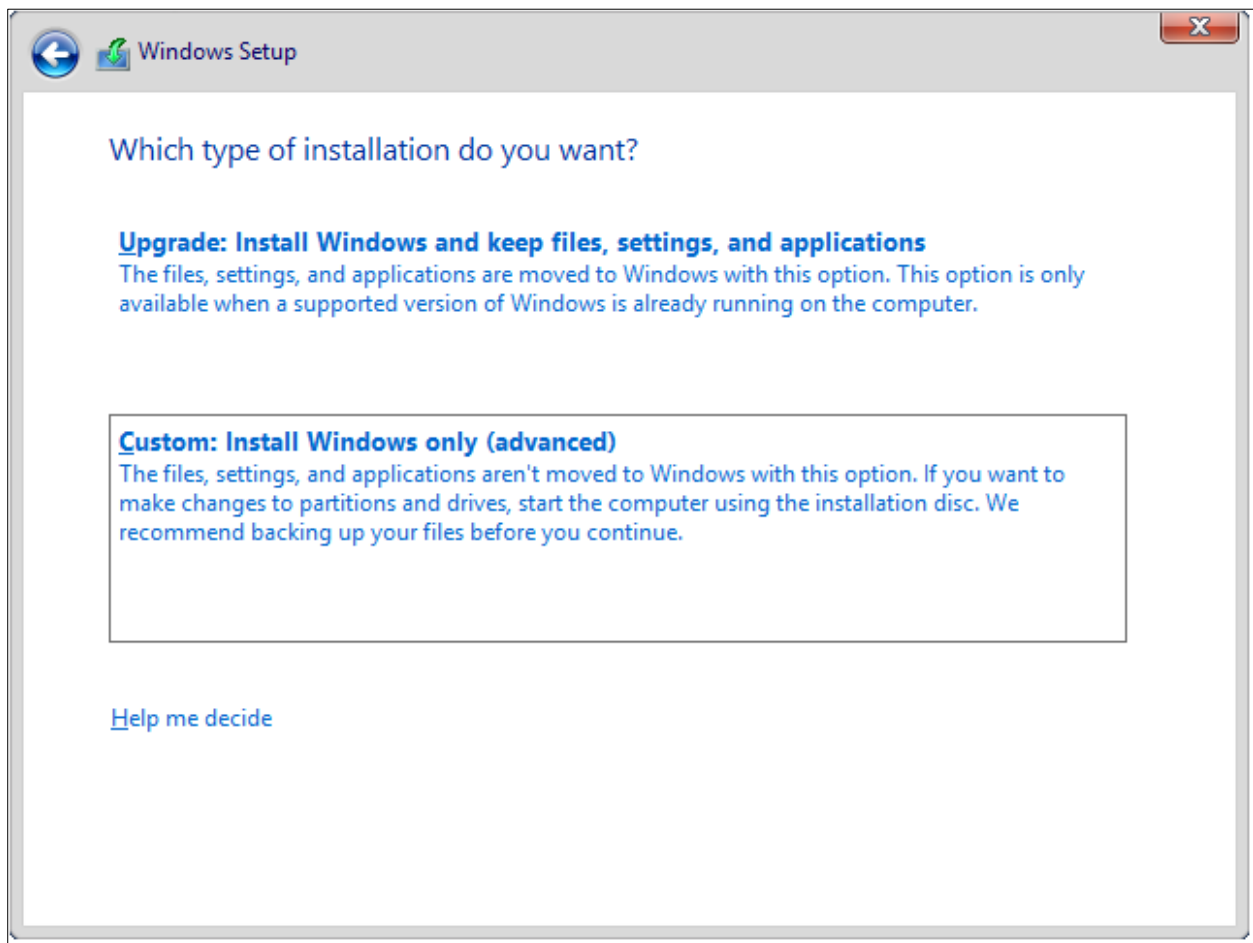 Windows Setup
Which type of installation do you want?
Upgrade: Install Windows and keep files, settings, and applications
The files, settings, and applications are moved to Windows with this option. This option is only
available when a supported version of Windows is already running on the computer.
Custom: Install Windows only (advanced)
The files, settings, and applications aren't moved to Windows with this option. If you want to
make changes to partitions and drives, start the computer using the installation disc. We
recommend backing up your files before you continue.
Help me decide